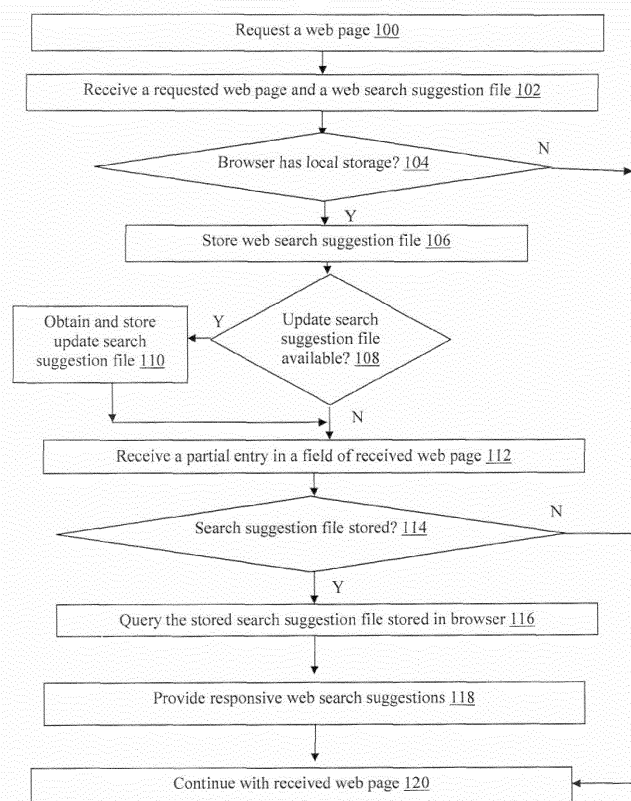 Request a web page 100
Receive a requested web page and a web search suggestion file 102
Browser has local storage? 104
N
Y
Store web search suggestion file 106
Update search
suggestion file
available? 108
Y
Obtain and store
update search
suggestion file 110
N
Receive a partial entry in a field of received web page 112
Search suggestion file stored? 114
N
Y
Query the stored search suggestion file stored in browser 116
Provide responsive web search suggestions 118
Continue with received web page 120